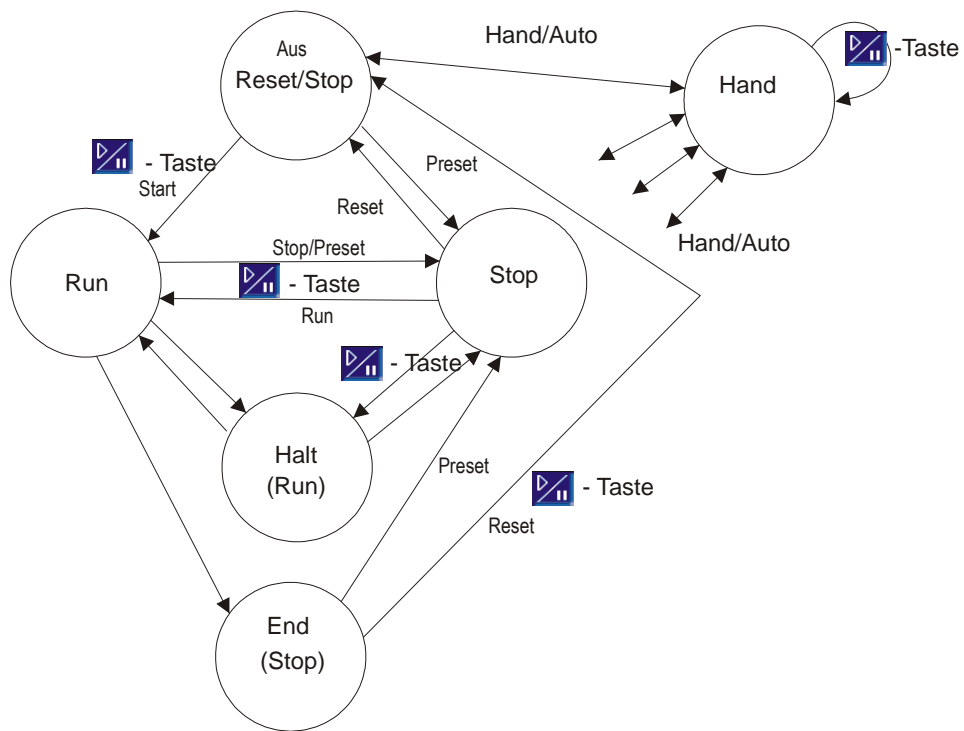 Aus
Reset/Stop
Hand/Auto
Hand
-Taste
- Taste
Start
Preset
Reset
Hand/Auto
Run
Stop/Preset
- Taste
Run
Stop
- Taste
Halt
(Run)
Preset
- Taste
Reset
End
(Stop)